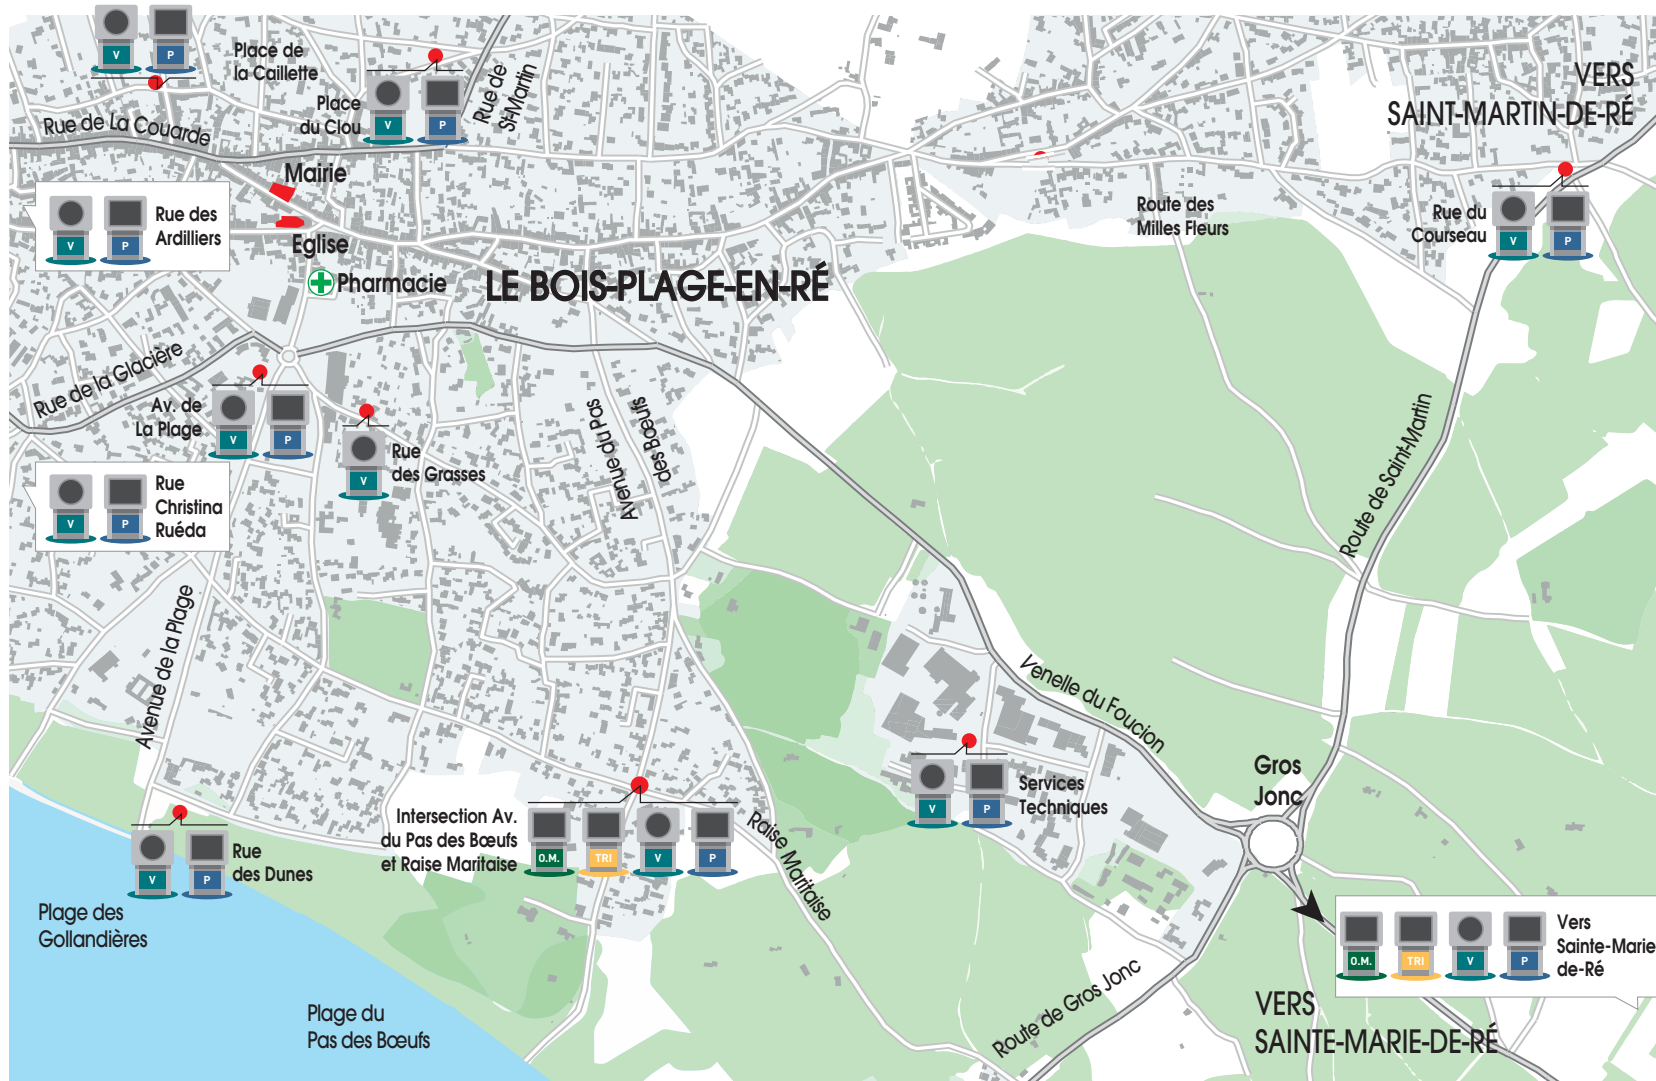 V P
Place de
la Caillette
Place
du Clou
V P
Rue de
St-Martin
VERS
SAINT-MARTIN-DE-RÉ
Rue de La Couarde
Mairie
Rue des
Ardilliers
V P
Eglise
Pharmacie
LE BOIS-PLAGE-EN-RÉ
Route des
Milles Fleurs
Rue du
Courseau
V P
Rue de la Glacière
Av. de
La Plage
V P
Rue
des Grasses
V
Avenue du Pas
des Bœufs
Route de Saint-Martin
Rue
Christina
Ruéda
V P
Avenue de la Plage
Venelle du Foucion
Gros
Jonc
Services
Techniques
V P
Intersection Av.
du Pas des Bœufs
et Raise Maritaise
O.M. TRI V P
Raise Maritaise
Rue
des Dunes
V P
Plage des
Gollandières
Plage du
Pas des Bœufs
Route de Gros Jonc
Vers
Sainte-Marie
de-Ré
O.M. TRI V P
VERS
SAINTE-MARIE-DE-RÉ